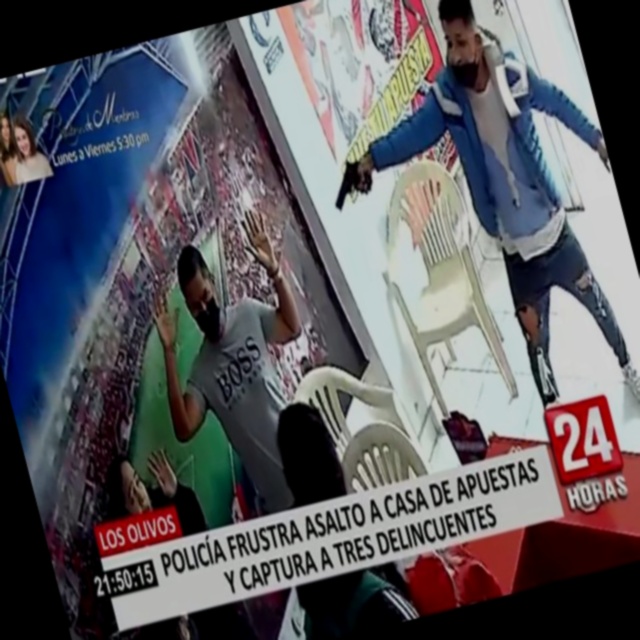 Lunes a Viernes 5:30 pm
BOSS
24
HORAS
LOS OLIVOS
21:50:15
POLICÍA FRUSTRA ASALTO A CASA DE APUESTAS
Y CAPTURA A TRES DELINCUENTES